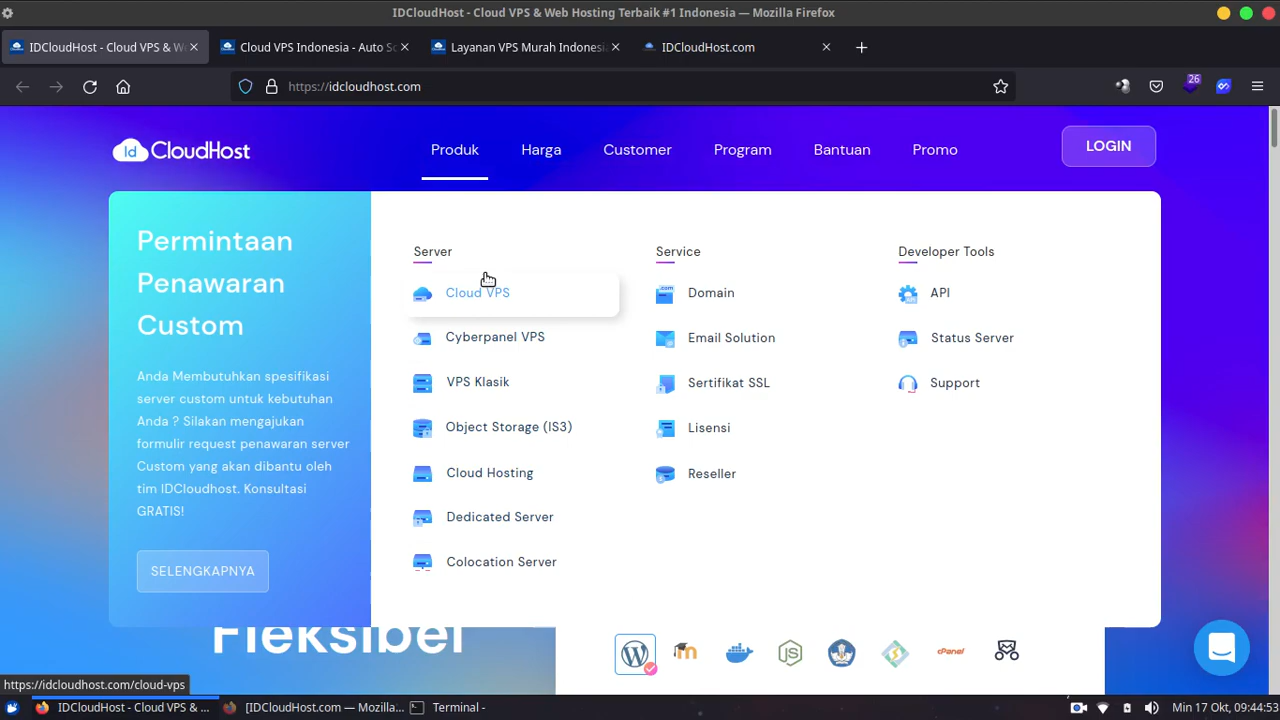 IDCloudHost - Cloud VPS & Web Hosting Terbaik #1 Indonesia — Mozilla Firefox
IDCloudHost - Cloud VPS & W
Cloud VPS Indonesia - Auto Sc
Layanan VPS Murah Indonesia
IDCloudHost.com
https://idcloudhost.com
26
Id CloudHost
Produk
Harga
Customer
Program
Bantuan
Promo
LOGIN
Permintaan
Penawaran
Custom
Anda Membutuhkan spesifikasi
server custom untuk kebutuhan
Anda ? Silakan mengajukan
formulir request penawaran server
Custom yang akan dibantu oleh
tim IDCloudhost. Konsultasi
GRATIS!
SELENGKAPNYA
Server
Cloud VPS
Cyberpanel VPS
VPS Klasik
Object Storage (IS3)
Cloud Hosting
Dedicated Server
Colocation Server
Service
.com
Domain
Email Solution
Sertifikat SSL
Lisensi
Reseller
Developer Tools
API
Status Server
Support
Fleksibel
cPanel
https://idcloudhost.com/cloud-vps
IDCloudHost - Cloud VPS & ...
[IDCloudHost.com — Mozilla...
Terminal -
Min 17 Okt, 09:44:53